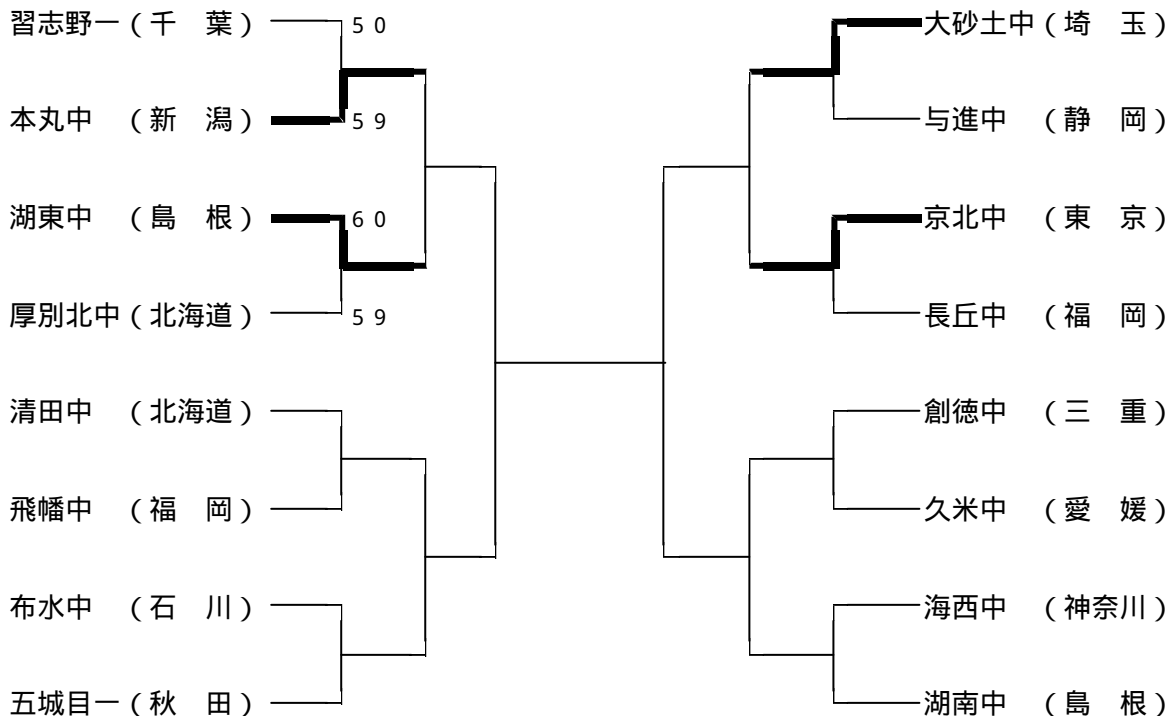 習志野一（千　葉）
50
本丸中　（新　潟）
59
湖東中　（島　根）
60
厚別北中（北海道）
59
清田中　（北海道）
飛幡中　（福　岡）
布水中　（石　川）
五城目一（秋　田）
大砂土中（埼　玉）
与進中　（静　岡）
京北中　（東　京）
長丘中　（福　岡）
創徳中　（三　重）
久米中　（愛　媛）
海西中　（神奈川）
湖南中　（島　根）